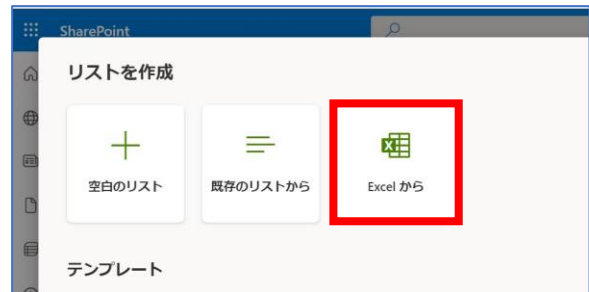 SharePoint
リストを作成
空白のリスト
既存のリストから
Excel から
テンプレート